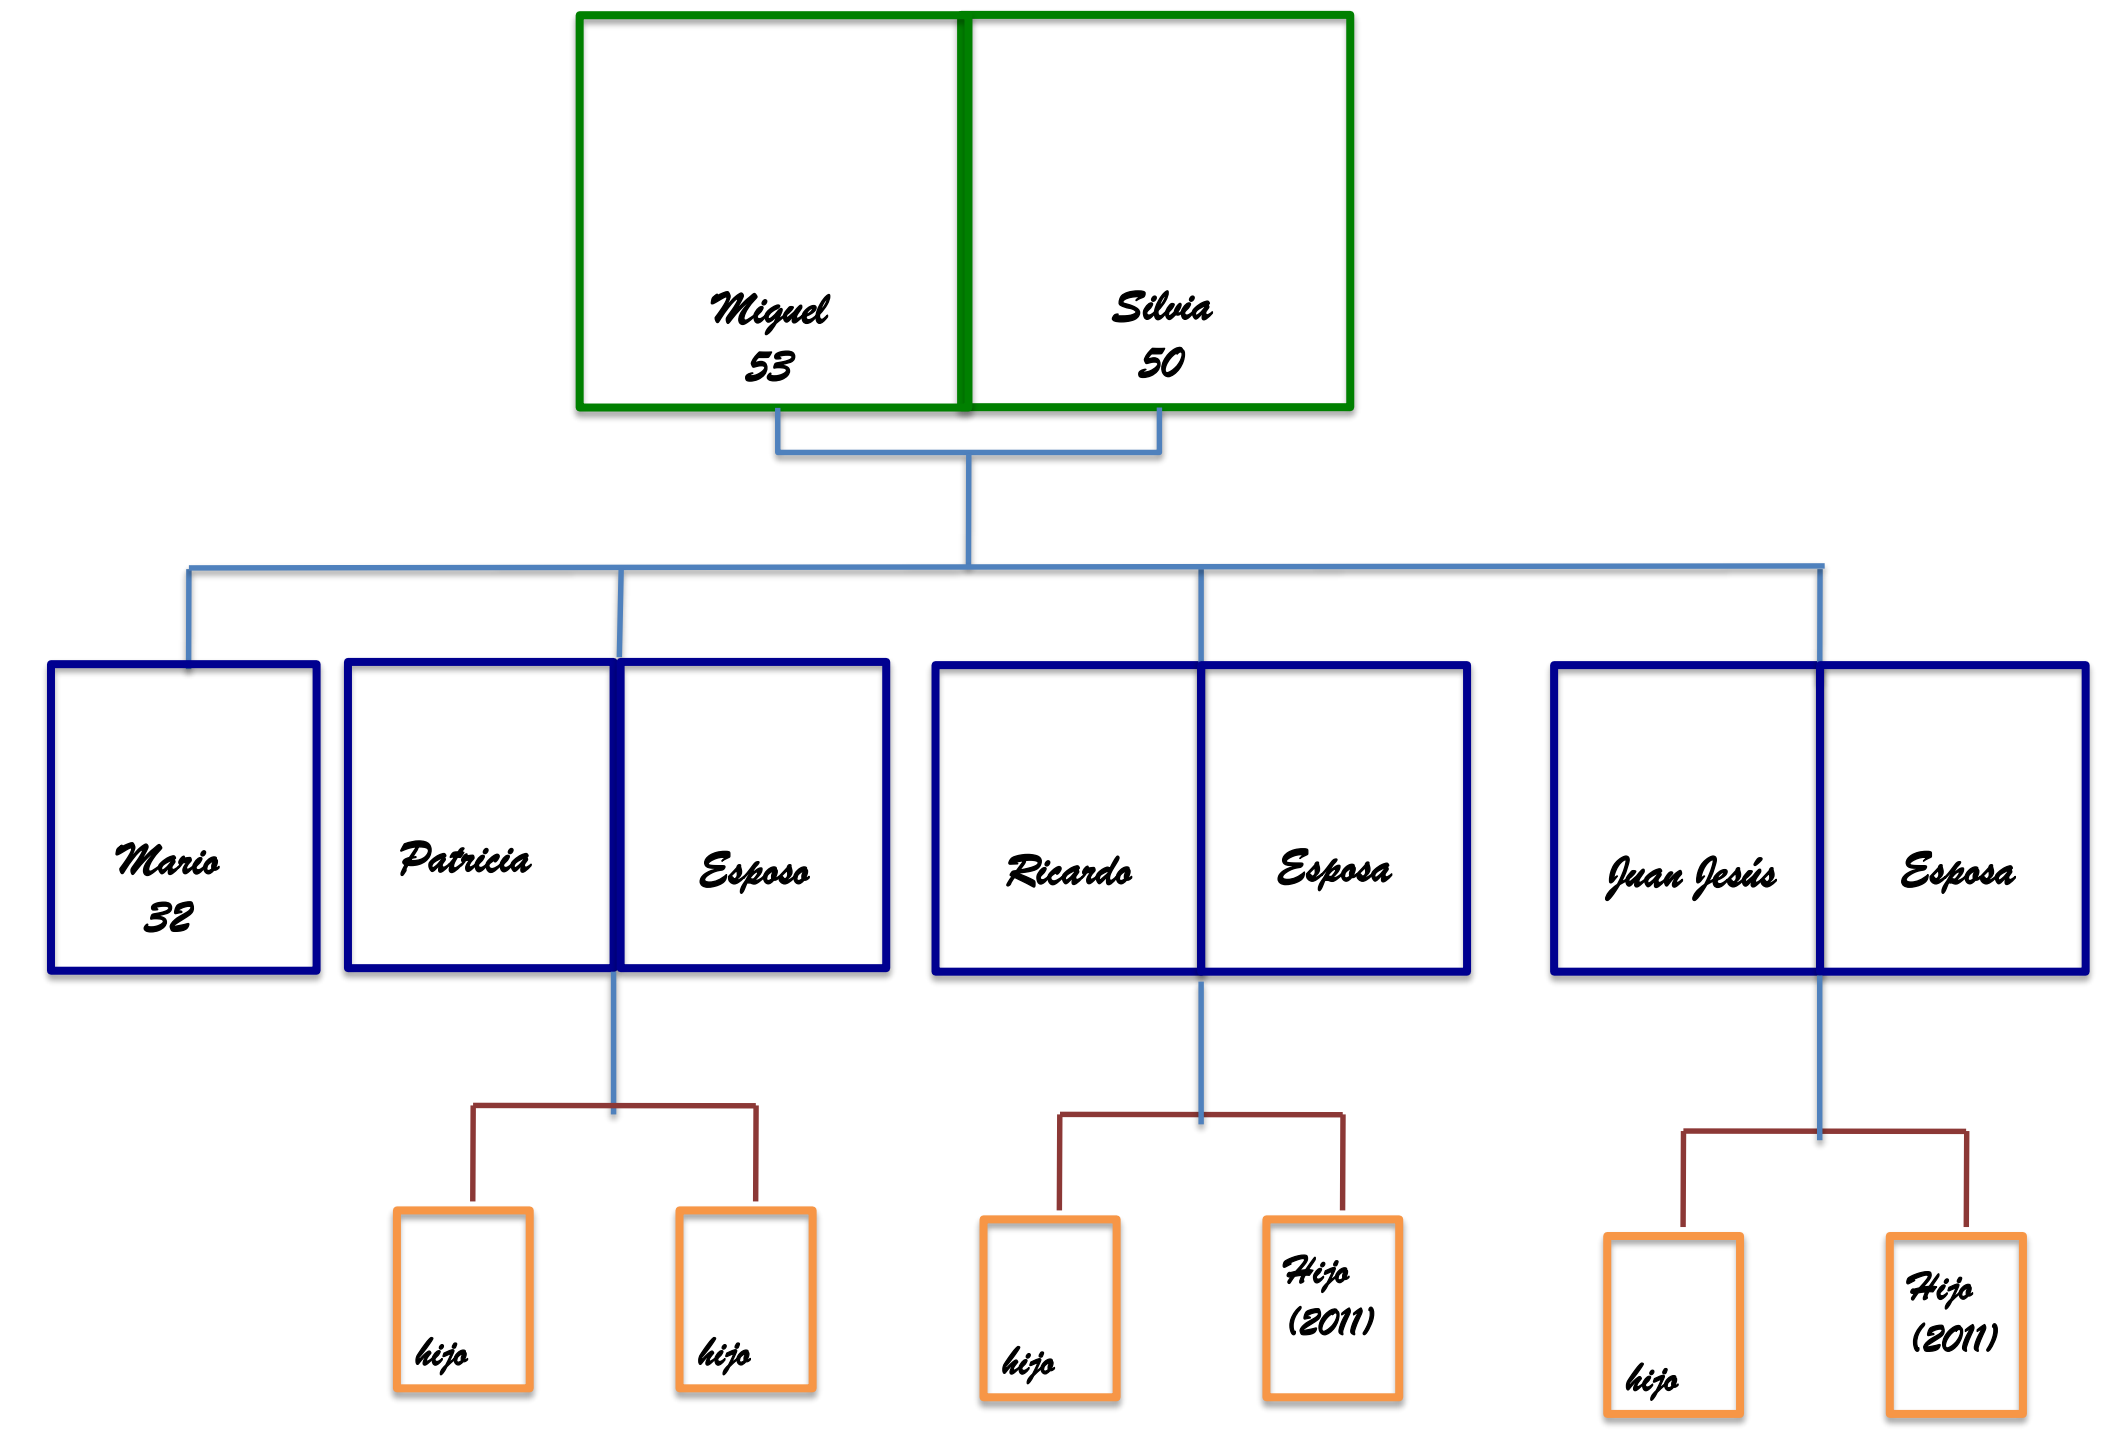 Miguel
53
Silvia
50
Mario
32
Patricia
Esposo
Ricardo
Esposa
Juan Jesús
Esposa
hijo
hijo
hijo
Hijo
(2011)
hijo
Hijo
(2011)